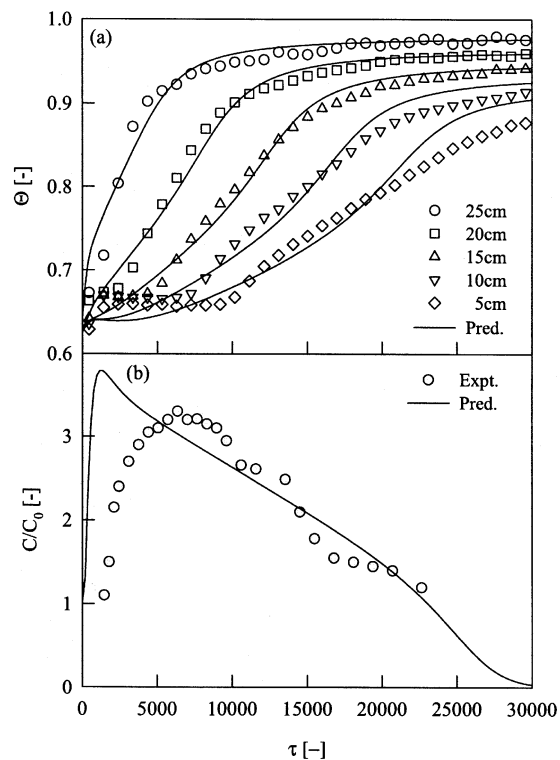 1.0
(a)
0.9
0.8
Θ [-]
0.7
0.6
25cm
20cm
15cm
10cm
5cm
Pred.
(b)
Expt.
Pred.
3
2
1
0
C/C0 [-]
0
5000
10000
15000
20000
25000
30000
τ [–]